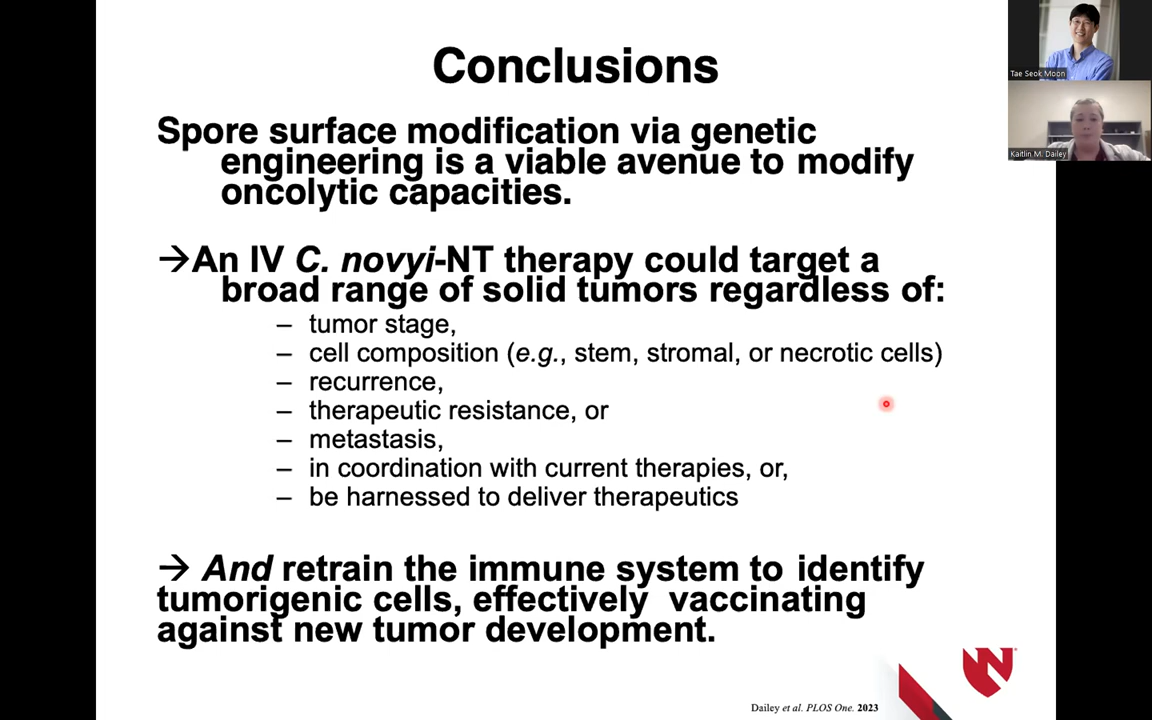 Conclusions
Tae Seok Moon
Kaitlin M. Dailey
Spore surface modification via genetic
engineering is a viable avenue to modify
oncolytic capacities.
→An IV C. novyi-NT therapy could target a
broad range of solid tumors regardless of:
– tumor stage,
– cell composition (e.g., stem, stromal, or necrotic cells)
– recurrence,
– therapeutic resistance, or
– metastasis,
– in coordination with current therapies, or,
– be harnessed to deliver therapeutics
→ And retrain the immune system to identify
tumorigenic cells, effectively vaccinating
against new tumor development.
N
Dailey et al. PLOS One. 2023